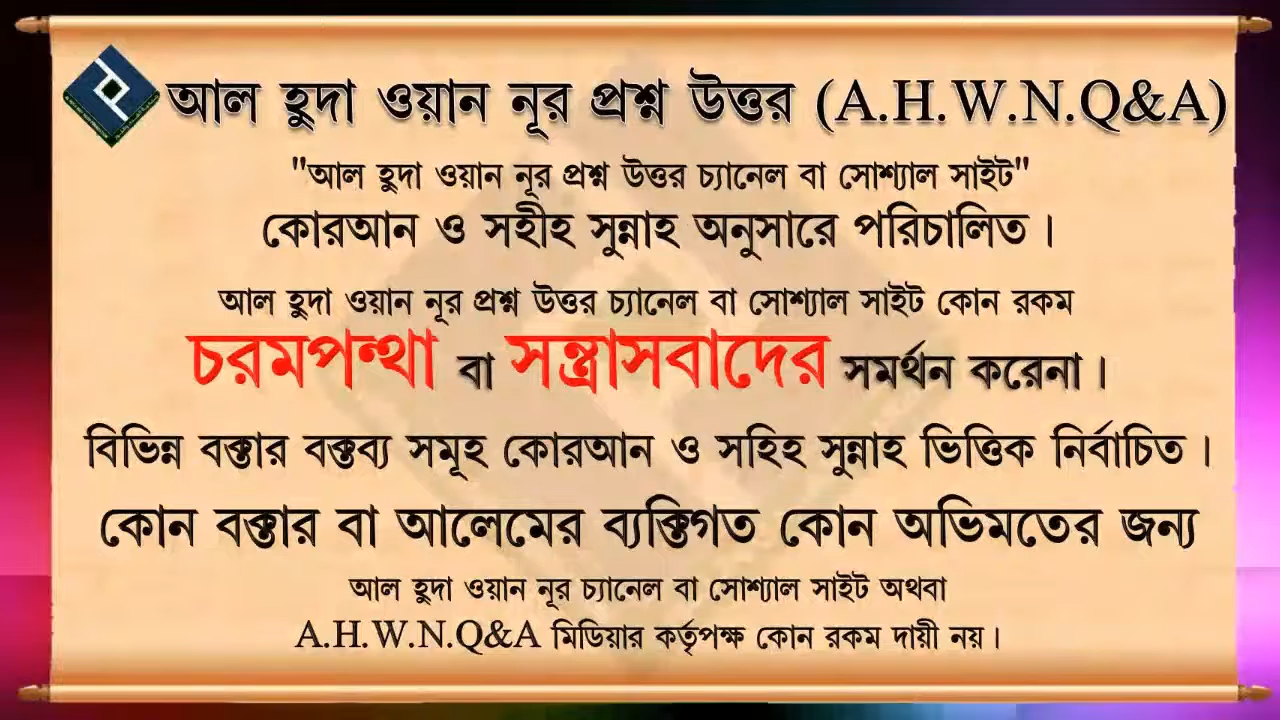 আল হুদা ওয়ান নূর প্রশ্ন উত্তর (A.H.W.N.Q&A)
"আল হুদা ওয়ান নূর প্রশ্ন উত্তর চ্যানেল বা সোশ্যাল সাইট"
কোরআন ও সহীহ সুন্নাহ অনুসারে পরিচালিত।
আল হুদা ওয়ান নূর প্রশ্ন উত্তর চ্যানেল বা সোশ্যাল সাইট কোন রকম
চরমপন্থা বা সন্ত্রাসবাদের সমর্থন করেনা।
বিভিন্ন বক্তার বক্তব্য সমূহ কোরআন ও সহিহ সুন্নাহ ভিত্তিক নির্বাচিত।
কোন বক্তার বা আলেমের ব্যক্তিগত কোন অভিমতের জন্য
আল হুদা ওয়ান নূর চ্যানেল বা সোশ্যাল সাইট অথবা
A.H.W.N.Q&A মিডিয়ার কর্তৃপক্ষ কোন রকম দায়ী নয়।